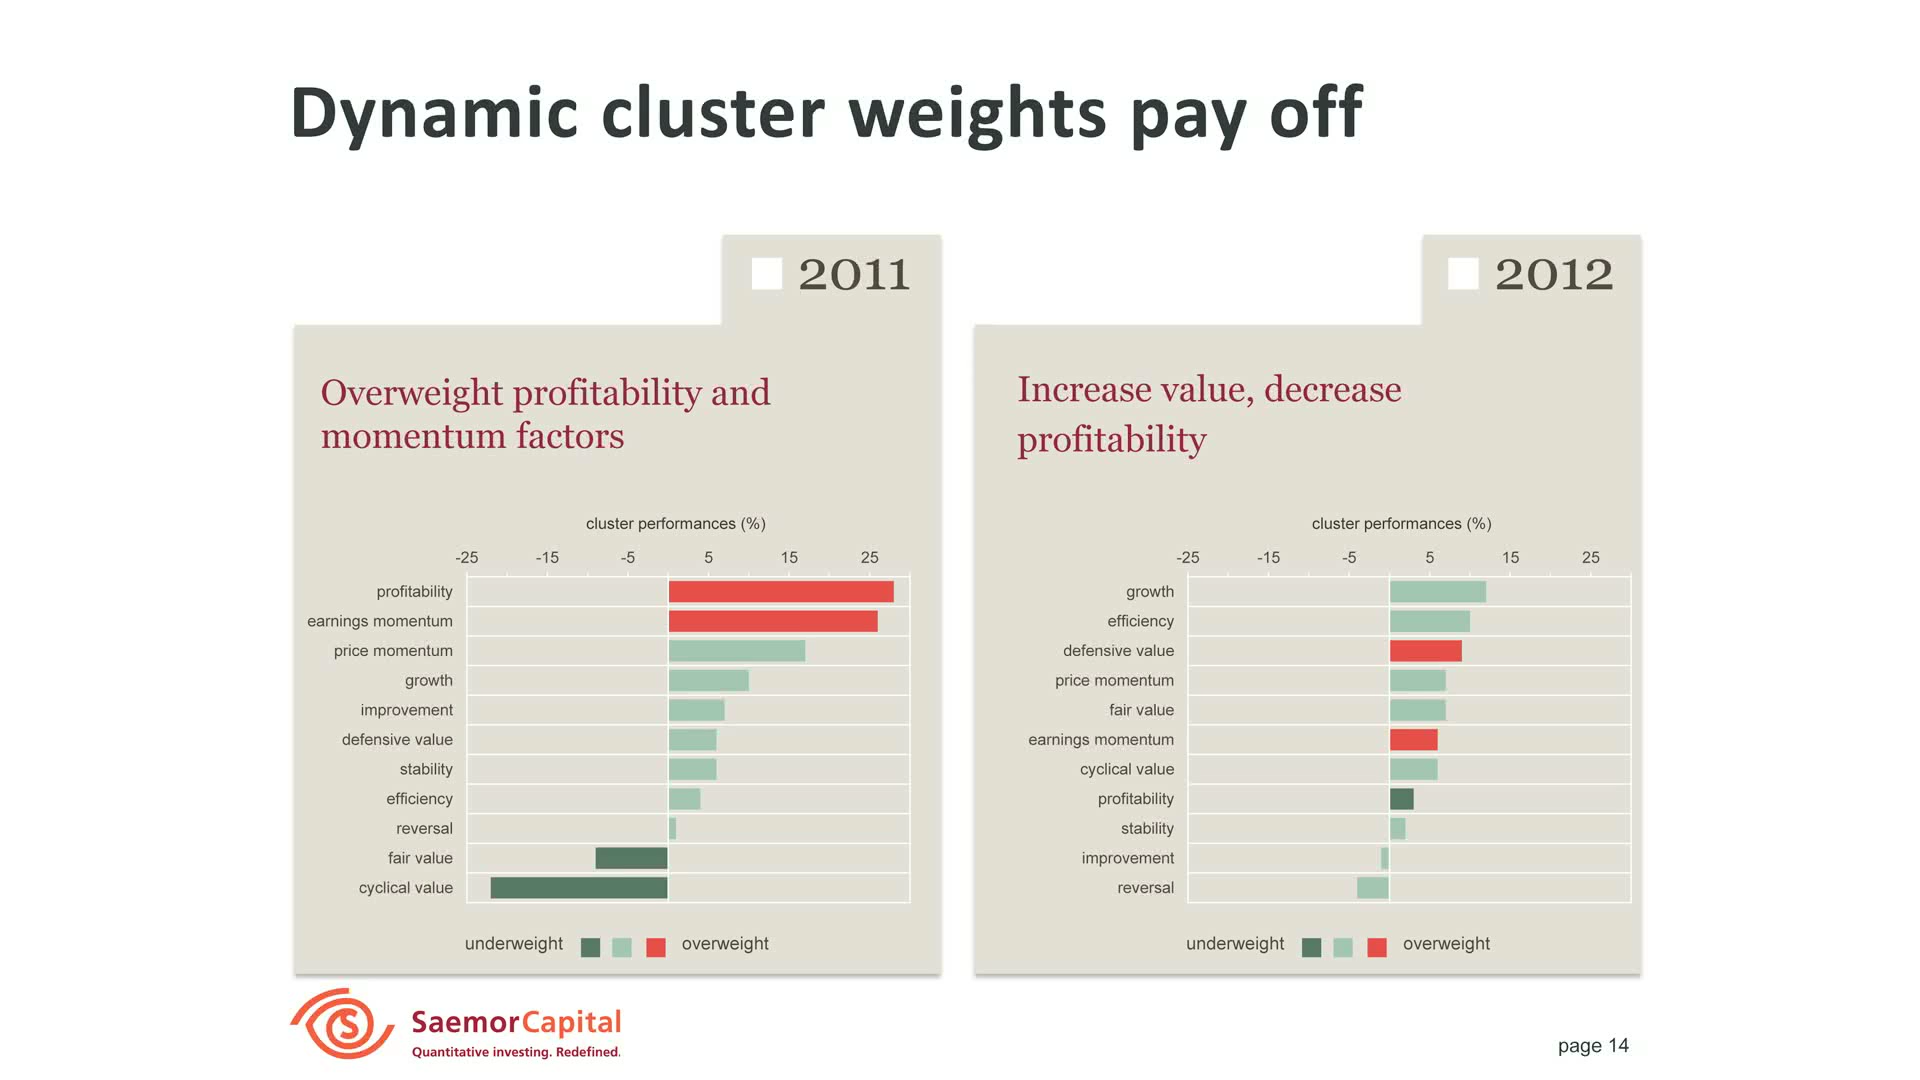 Dynamic cluster weights pay off
2011
Overweight profitability and
momentum factors
cluster performances (%)
-25 -15 -5 5 15 25
profitability
earnings momentum
price momentum
growth
improvement
defensive value
stability
efficiency
reversal
fair value
cyclical value
underweight overweight
2012
Increase value, decrease
profitability
cluster performances (%)
-25 -15 -5 5 15 25
growth
efficiency
defensive value
price momentum
fair value
earnings momentum
cyclical value
profitability
stability
improvement
reversal
underweight overweight
S
SaemorCapital
Quantitative investing. Redefined.
page 14